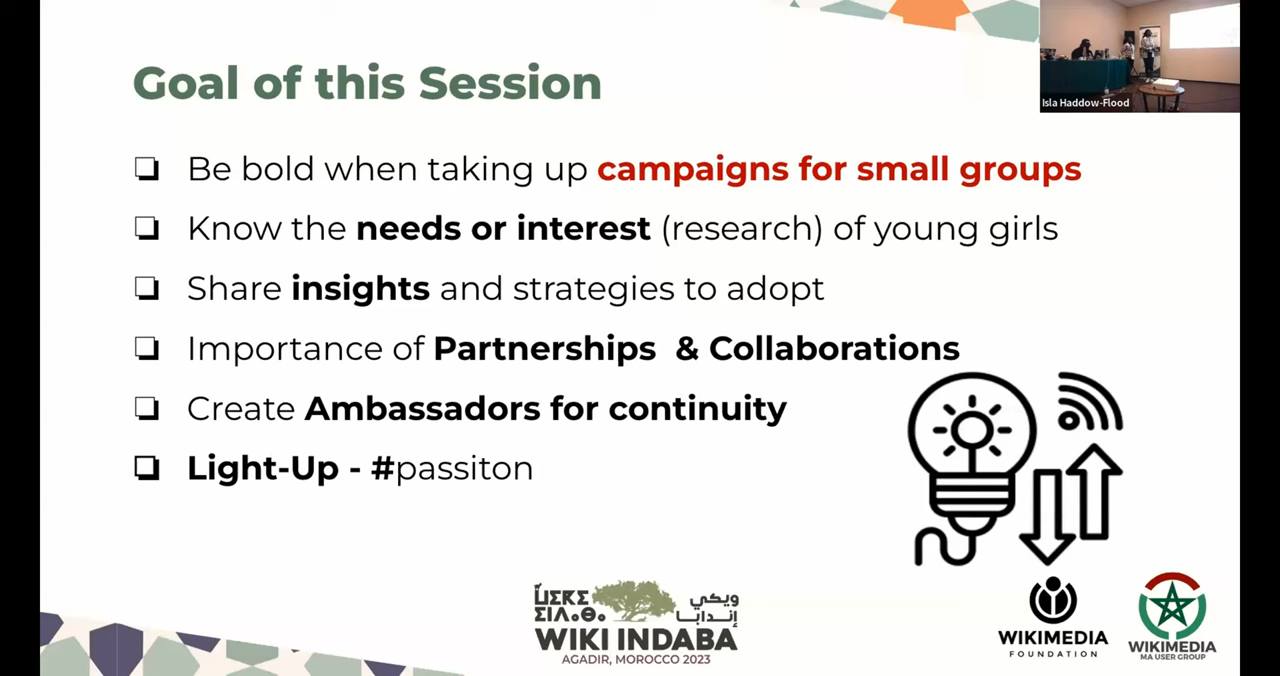 Goal of this Session
Isla Haddow-Flood
Be bold when taking up campaigns for small groups
Know the needs or interest (research) of young girls
Share insights and strategies to adopt
Importance of Partnerships & Collaborations
Create Ambassadors for continuity
Light-Up - #passiton
ⵡⵉⴽⵉ
ⵉⵏⴷⴰⴱⴰ
ويكي
إندابا
WIKI INDABA
AGADIR, MOROCCO 2023
WIKIMEDIA
FOUNDATION
WIKIMEDIA
MA USER GROUP